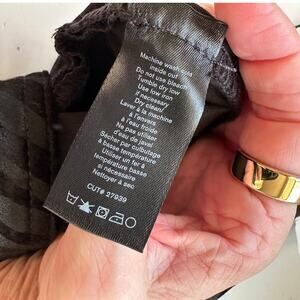 Machine wash cold
inside out
Do not use bleach
Tumble dry low
Use low iron
if necessary
Dry clean/
Laver à la machine
à l'envers
à l'eau froide
Ne pas utiliser
d'eau de javel
Sécher par culbutage
à basse température
Utiliser un fer à
température basse
si nécessaire
Nettoyer à sec
CUT# 27939